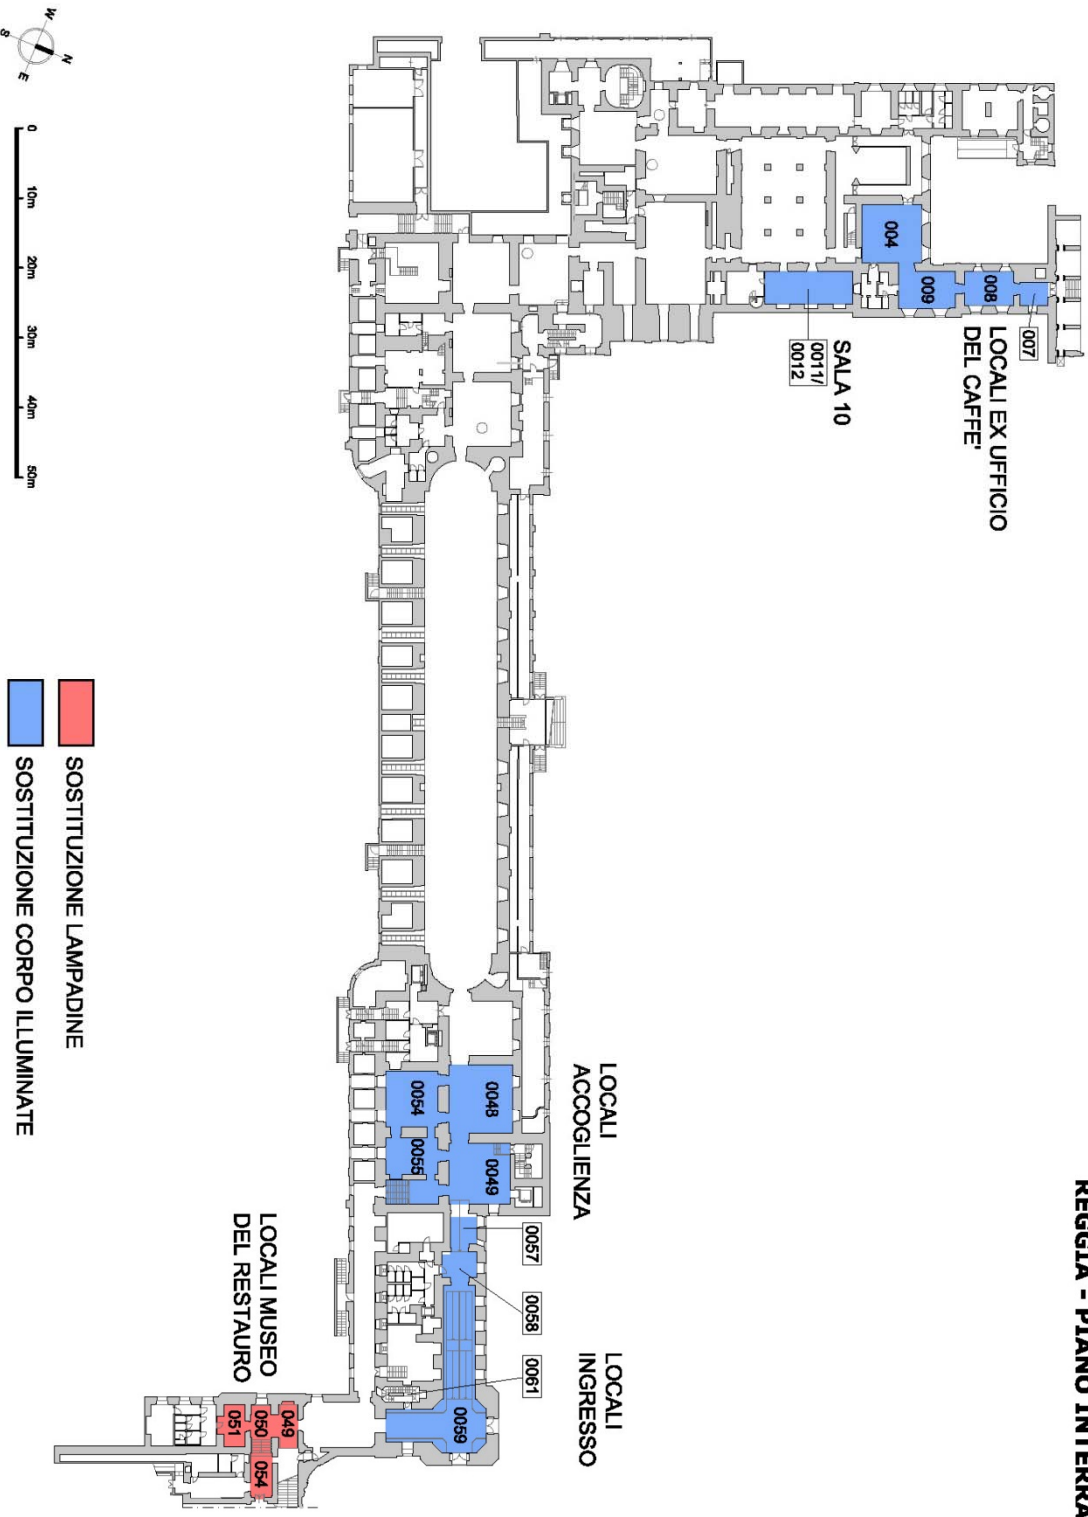 REGGIA - PIANO INTERRA
W
N
S
E
0 10m 20m 30m 40m 50m
004
009
008
007
LOCALI EX UFFICIO
DEL CAFFE'
0011/
0012
SALA 10
LOCALI
ACCOGLIENZA
0048
0054
0055
0049
0057
0058
0061
0059
LOCALI
INGRESSO
LOCALI MUSEO
DEL RESTAURO
049
050
051
054
SOSTITUZIONE LAMPADINE
SOSTITUZIONE CORPO ILLUMINATE